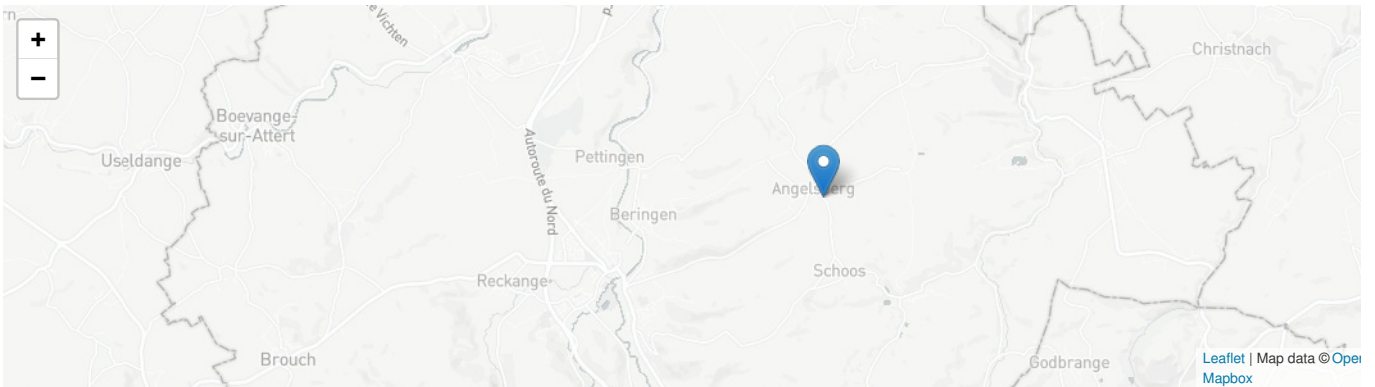 +
−
Vichten
Christnach
Boevange-
sur-Attert
Useldange
Autoroute du Nord
Pettingen
Angelsberg
Beringen
Schoos
Reckange
Brouch
Godbrange
Leaflet | Map data © Open
Mapbox